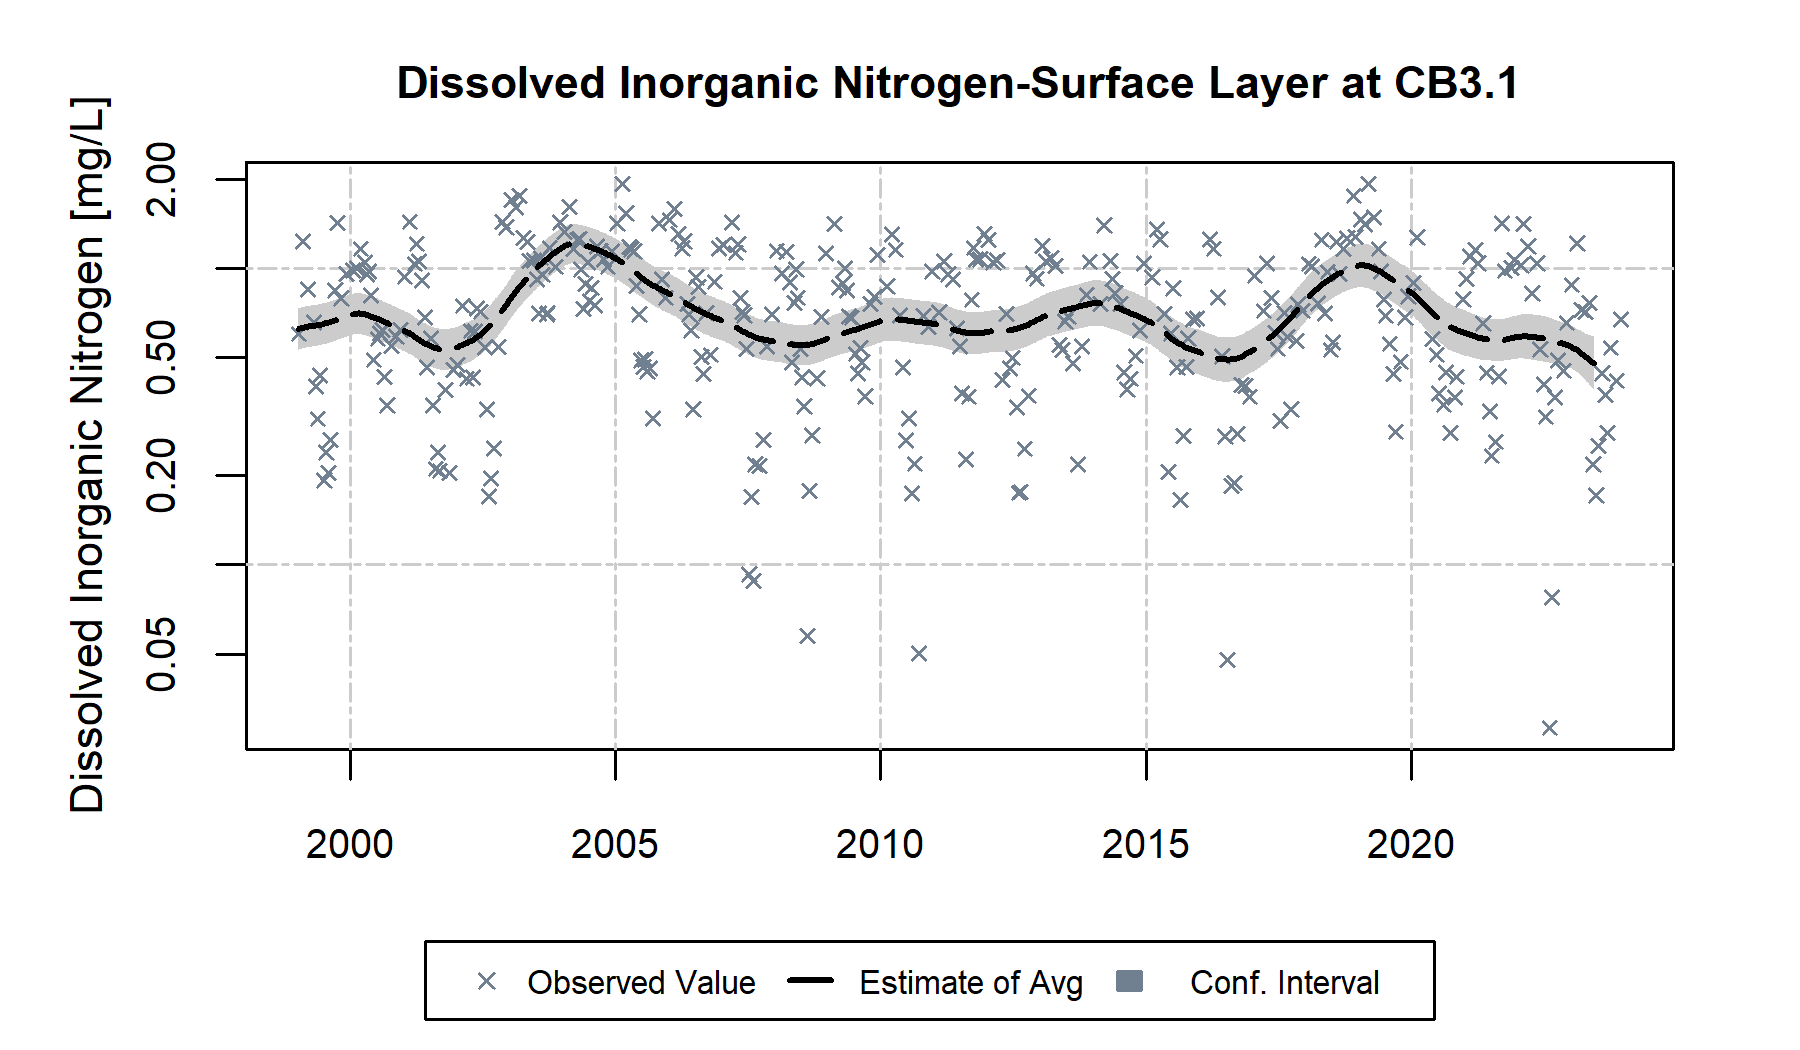 Dissolved Inorganic Nitrogen-Surface Layer at CB3.1
Dissolved Inorganic Nitrogen [mg/L]
2.00
0.50
0.20
0.05
2000 2005 2010 2015 2020
Observed Value Estimate of Avg Conf. Interval